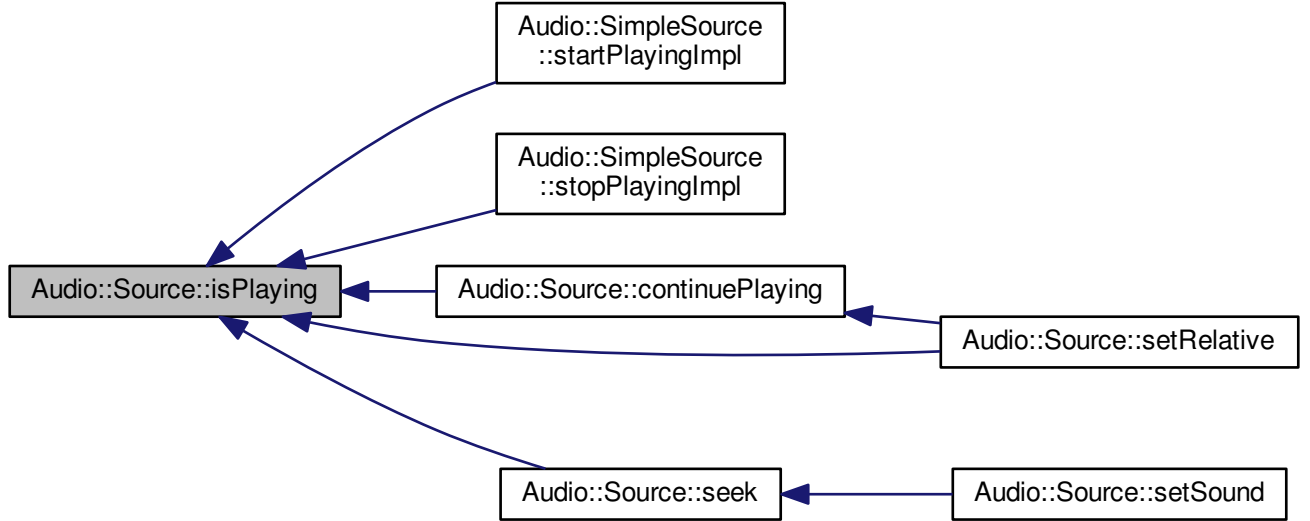 Audio::SimpleSource
::startPlayingImpl
Audio::SimpleSource
::stopPlayingImpl
Audio::Source::isPlaying
Audio::Source::continuePlaying
Audio::Source::setRelative
Audio::Source::seek
Audio::Source::setSound